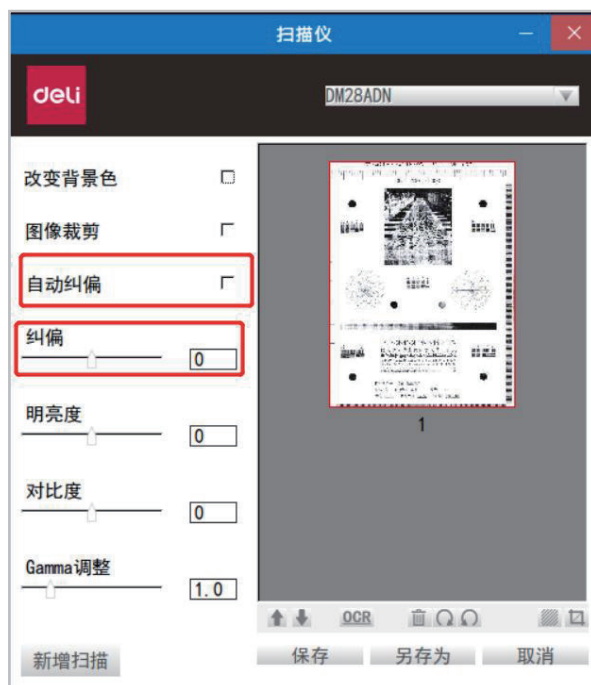 扫描仪
deli
DM28ADN
改变背景色
图像裁剪
自动纠偏
纠偏
0
明亮度
0
对比度
0
Gamma调整
1.0
新增扫描
1
OCR
保存 另存为 取消